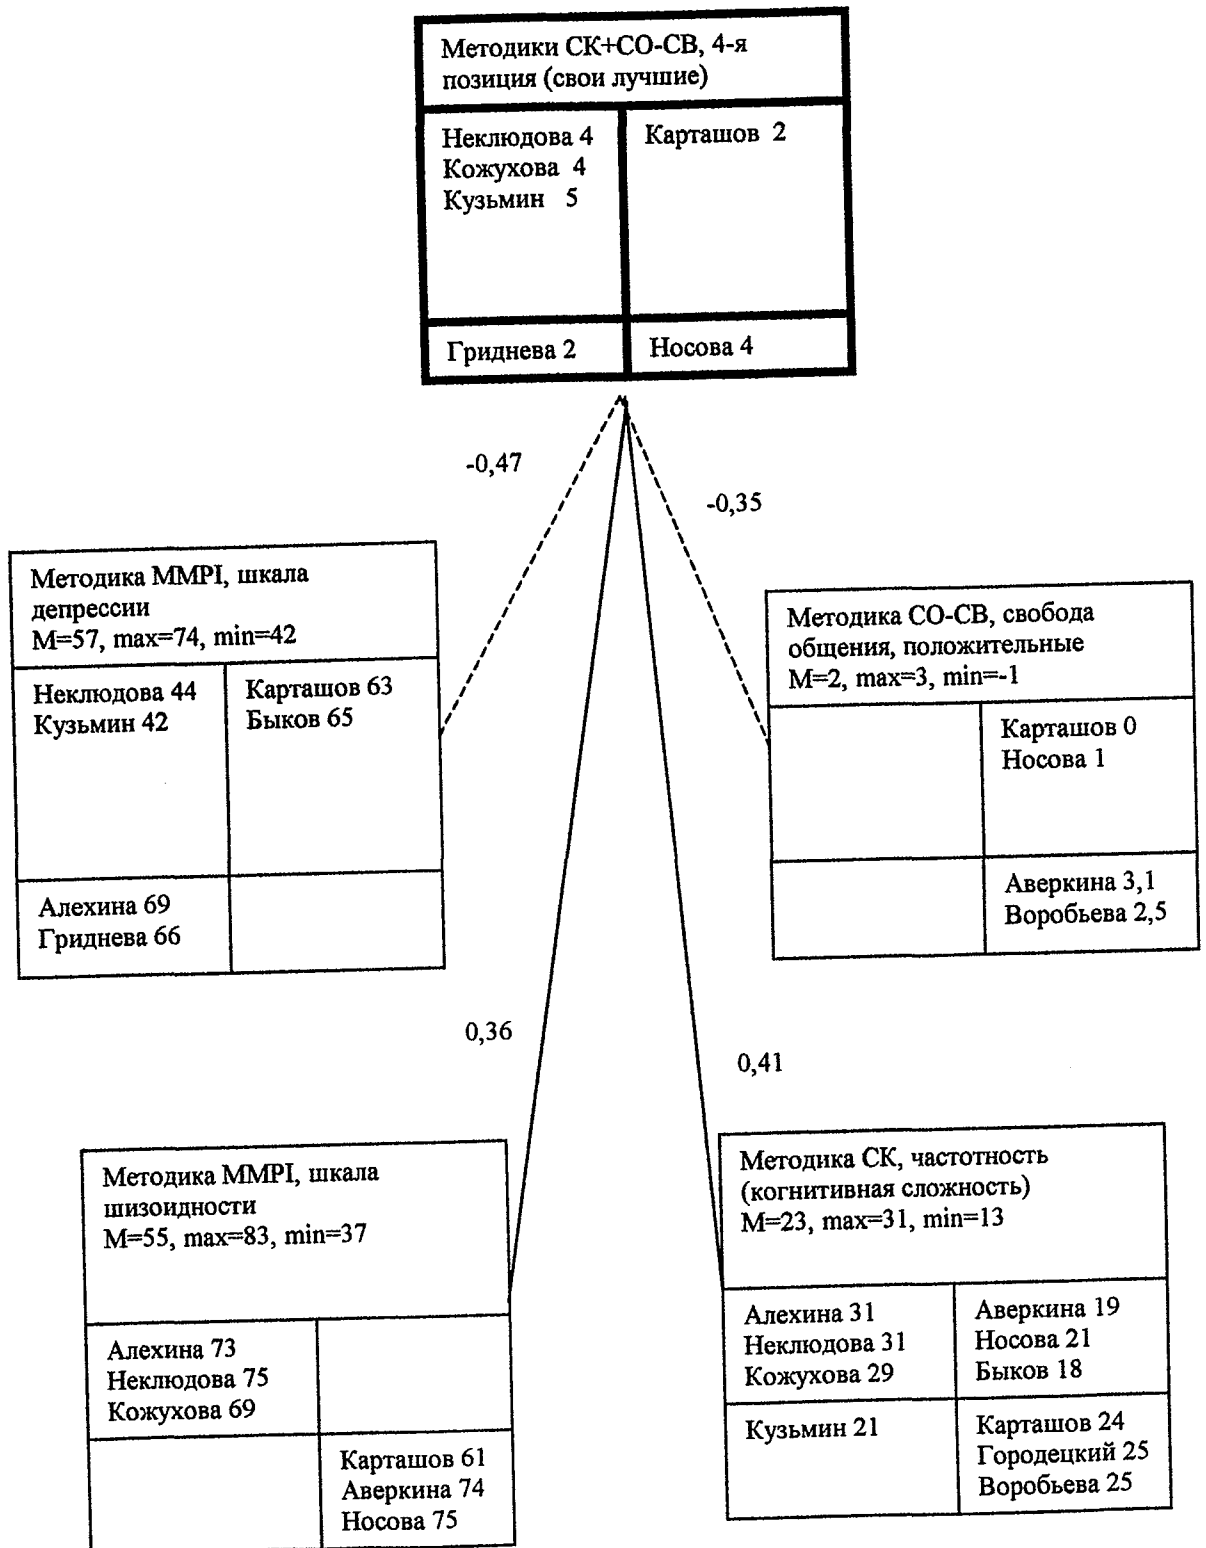 Методики СК+СО-СВ, 4-я
позиция (свои лучшие)
Неклюдова 4
Кожухова 4
Кузьмин 5
Карташов 2
Гриднева 2
Носова 4
-0,47
-0,35
Методика MMPI, шкала
депрессии
М=57, max=74, min=42
Неклюдова 44
Кузьмин 42
Карташов 63
Быков 65
Алехина 69
Гриднева 66
Методика СО-СВ, свобода
общения, положительные
М=2, max=3, min=-1
Карташов 0
Носова 1
Аверкина 3,1
Воробьева 2,5
0,36
0,41
Методика MMPI, шкала
шизоидности
М=55, max=83, min=37
Алехина 73
Неклюдова 75
Кожухова 69
Карташов 61
Аверкина 74
Носова 75
Методика СК, частотность
(когнитивная сложность)
М=23, max=31, min=13
Алехина 31
Неклюдова 31
Кожухова 29
Аверкина 19
Носова 21
Быков 18
Кузьмин 21
Карташов 24
Городецкий 25
Воробьева 25